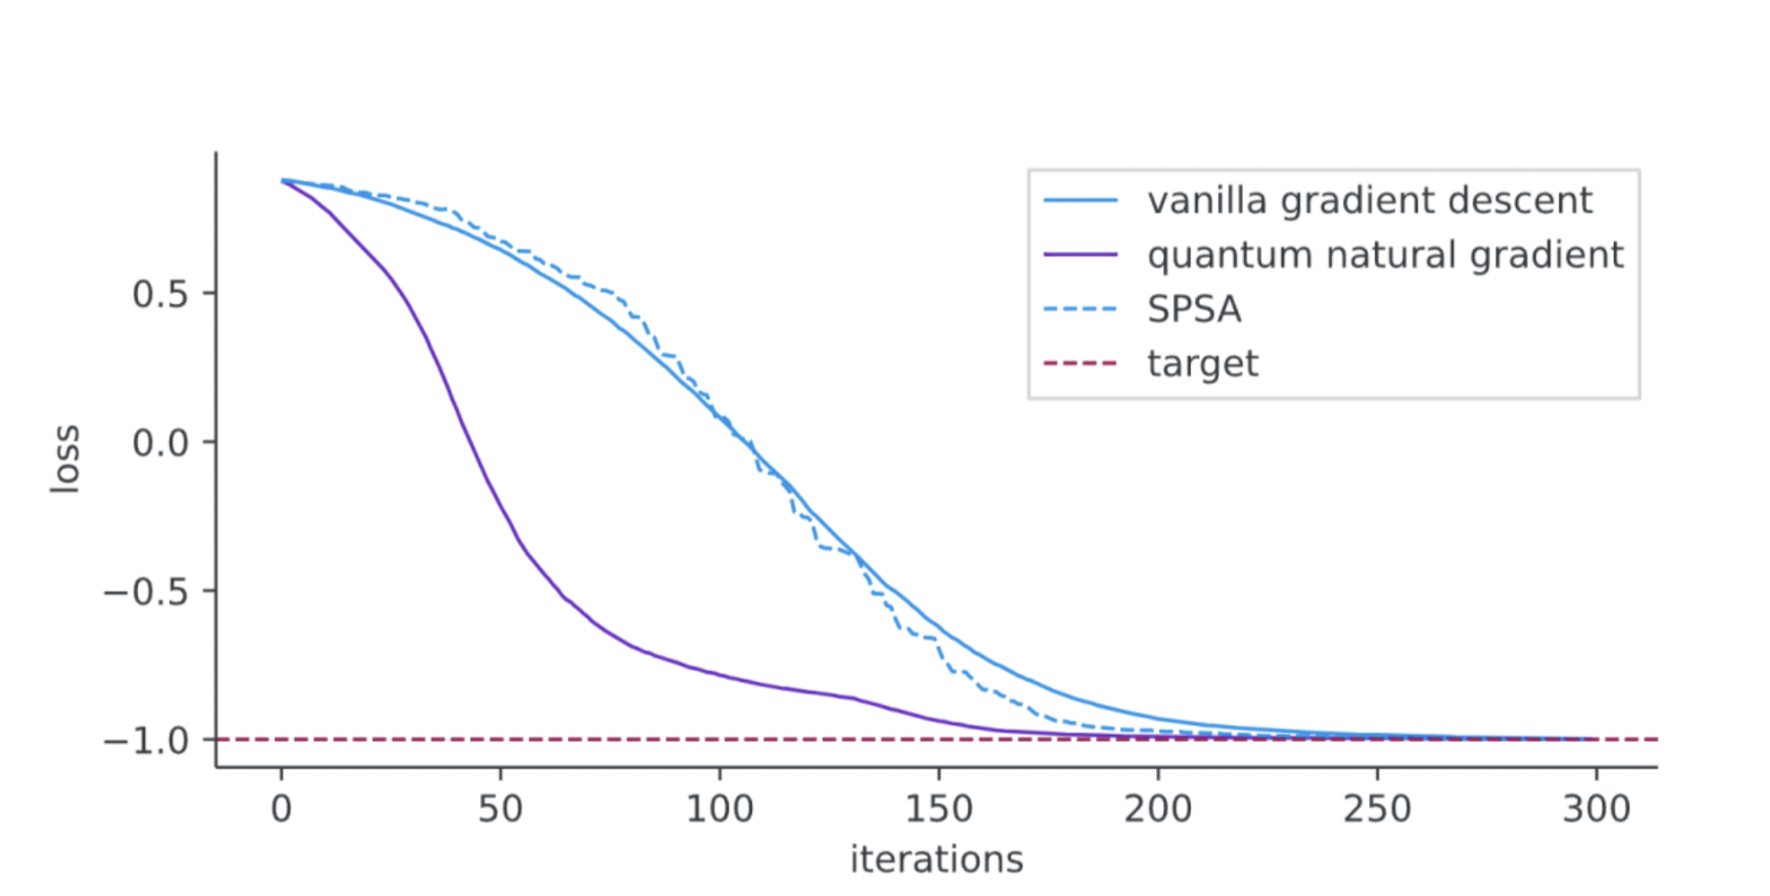 vanilla gradient descent
quantum natural gradient
SPSA
target
0.5
0.0
−0.5
−1.0
loss
0 50 100 150 200 250 300
iterations